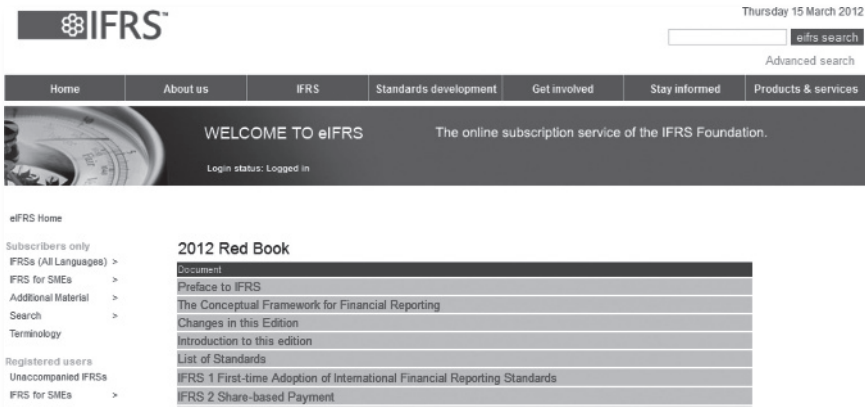 Thursday 15 March 2012
IFRS™
eifrs search
Advanced search
Home About us IFRS Standards development Get involved Stay informed Products & services
WELCOME TO eIFRS
The online subscription service of the IFRS Foundation.
Login status: Logged in
eIFRS Home
Subscribers only
IFRSs (All Languages) >
IFRS for SMEs >
Additional Material >
Search >
Terminology
Registered users
Unaccompanied IFRSs
IFRS for SMEs >
2012 Red Book
Document
Preface to IFRS
The Conceptual Framework for Financial Reporting
Changes in this Edition
Introduction to this edition
List of Standards
IFRS 1 First-time Adoption of International Financial Reporting Standards
IFRS 2 Share-based Payment